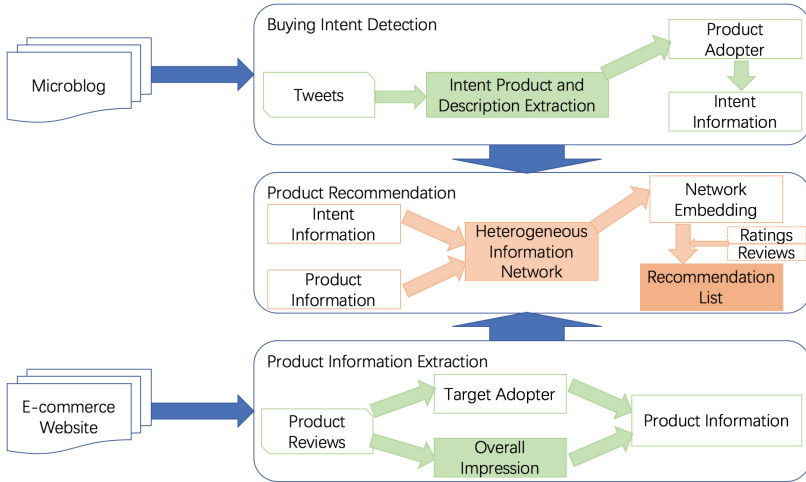 Buying Intent Detection
Microblog
Tweets
Intent Product and
Description Extraction
Product
Adopter
Intent
Information
Product Recommendation
Intent
Information
Product
Information
Heterogeneous
Information
Network
Network
Embedding
Ratings
Reviews
Recommendation
List
Product Information Extraction
E-commerce
Website
Product
Reviews
Target Adopter
Overall
Impression
Product Information